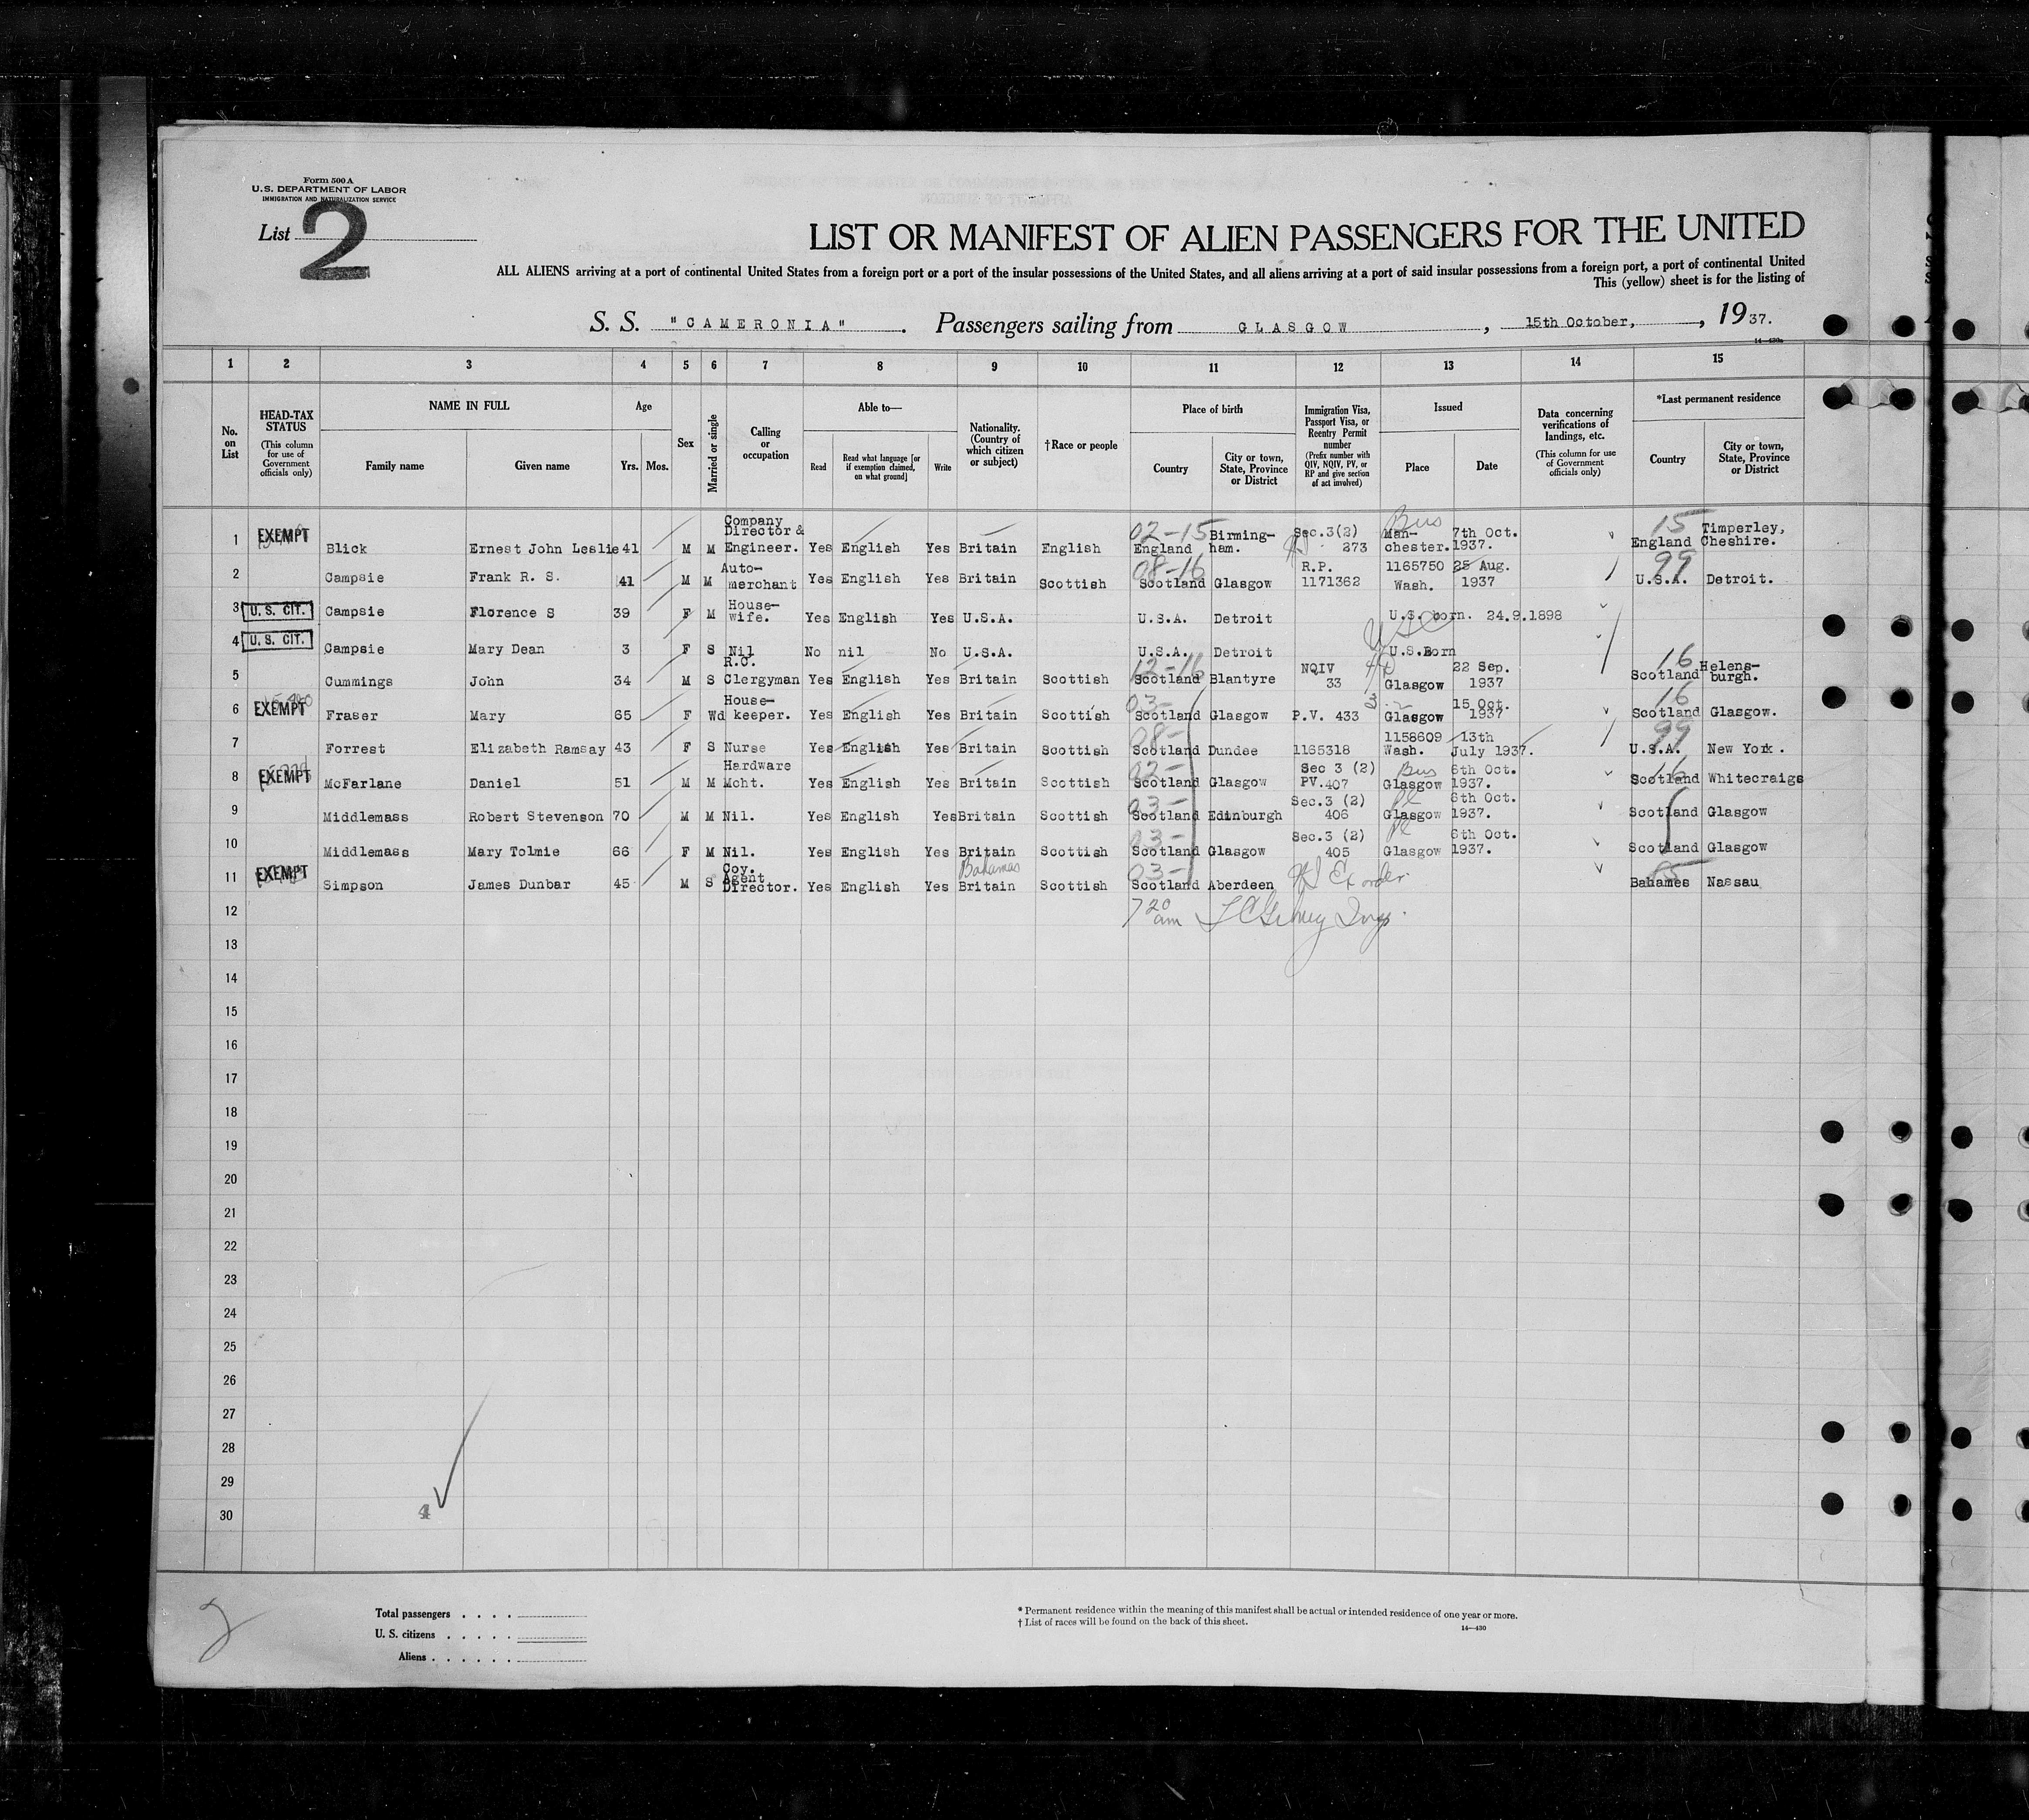 Form 500 A
U.S. DEPARTMENT OF LABOR
IMMIGRATION AND NATURALIZATION SERVICE
List 2
LIST OR MANIFEST OF ALIEN PASSENGERS FOR THE UNITED
ALL ALIENS arriving at a port of continental United States from a foreign port or a port of the insular possessions of the United States, and all aliens arriving at a port of said insular possessions from a foreign port, a port of continental United
This (yellow) sheet is for the listing of
S. S. "CAMERONIA". Passengers sailing from GLASGOW, 15th October, , 1937.
14—430a
1 2 3 4 5 6 7 8 9 10 11 12 13 14 15
No. on List
HEAD-TAX STATUS (This column for use of Government officials only)
NAME IN FULL Family name Given name
Age Yrs. Mos.
Sex
Married or single
Calling or occupation
Able to— Read Read what language [or if exemption claimed, on what ground] Write
Nationality. (Country of which citizen or subject)
†Race or people
Place of birth Country City or town, State, Province or District
Immigration Visa, Passport Visa, or Reentry Permit number (Prefix number with QIV, NQIV, PV, or RP and give section of act involved)
Issued Place Date
Data concerning verifications of landings, etc. (This column for use of Government officials only)
*Last permanent residence Country City or town, State, Province or District
1 EXEMPT Blick Ernest John Leslie 41 M M Company Director & Engineer. Yes English Yes Britain English 02-15 England Birming-ham. Sec.3(2) 273 Bus Man-chester. 7th Oct. 1937. 15 England Timperley, Cheshire.
2 Campsie Frank R. S. 41 M M Auto-merchant Yes English Yes Britain Scottish 08-16 Scotland Glasgow R.P. 1171362 1165750 Wash. 25 Aug. 1937 99 U.S.A. Detroit.
3 U. S. CIT. Campsie Florence S 39 F M House-wife. Yes English Yes U.S.A. U.S.A. Detroit U.S. born. 24.9.1898
4 U. S. CIT. Campsie Mary Dean 3 F S Nil No nil No U.S.A. U.S.A. Detroit USC U.S.Born
5 Cummings John 34 M S R.C. Clergyman Yes English Yes Britain Scottish 12-16 Scotland Blantyre NQIV 33 Glasgow 22 Sep. 1937 16 Scotland Helens-burgh.
6 EXEMPT Fraser Mary 65 F Wd House-keeper. Yes English Yes Britain Scottish 03- Scotland Glasgow P.V. 433 Glasgow 15 Oct. 1937 16 Scotland Glasgow.
7 Forrest Elizabeth Ramsay 43 F S Nurse Yes English Yes Britain Scottish 08- Scotland Dundee 1165318 1158609 Wash. 13th July 1937. 99 U.S.A. New York.
8 EXEMPT McFarlane Daniel 51 M M Hardware Mcht. Yes English Yes Britain Scottish 02- Scotland Glasgow Sec 3 (2) PV.407 Bus Glasgow 6th Oct. 1937. 16 Scotland Whitecraigs
9 Middlemass Robert Stevenson 70 M M Nil. Yes English Yes Britain Scottish 03- Scotland Edinburgh Sec.3 (2) 406 Pl Glasgow 6th Oct. 1937. Scotland Glasgow
10 Middlemass Mary Tolmie 66 F M Nil. Yes English Yes Britain Scottish 03- Scotland Glasgow Sec.3 (2) 405 Pl Glasgow 6th Oct. 1937. Scotland Glasgow
11 EXEMPT Simpson James Dunbar 45 M S Coy. Agent Director. Yes English Yes Bahamas Britain Scottish 03- Scotland Aberdeen Ex order Bahames Nassau
12 7 20 am
13
14
15
16
17
18
19
20
21
22
23
24
25
26
27
28
29
30
4
2
Total passengers . . . .
U. S. citizens . . . . .
Aliens . . . . . .
* Permanent residence within the meaning of this manifest shall be actual or intended residence of one year or more.
† List of races will be found on the back of this sheet.
14—430